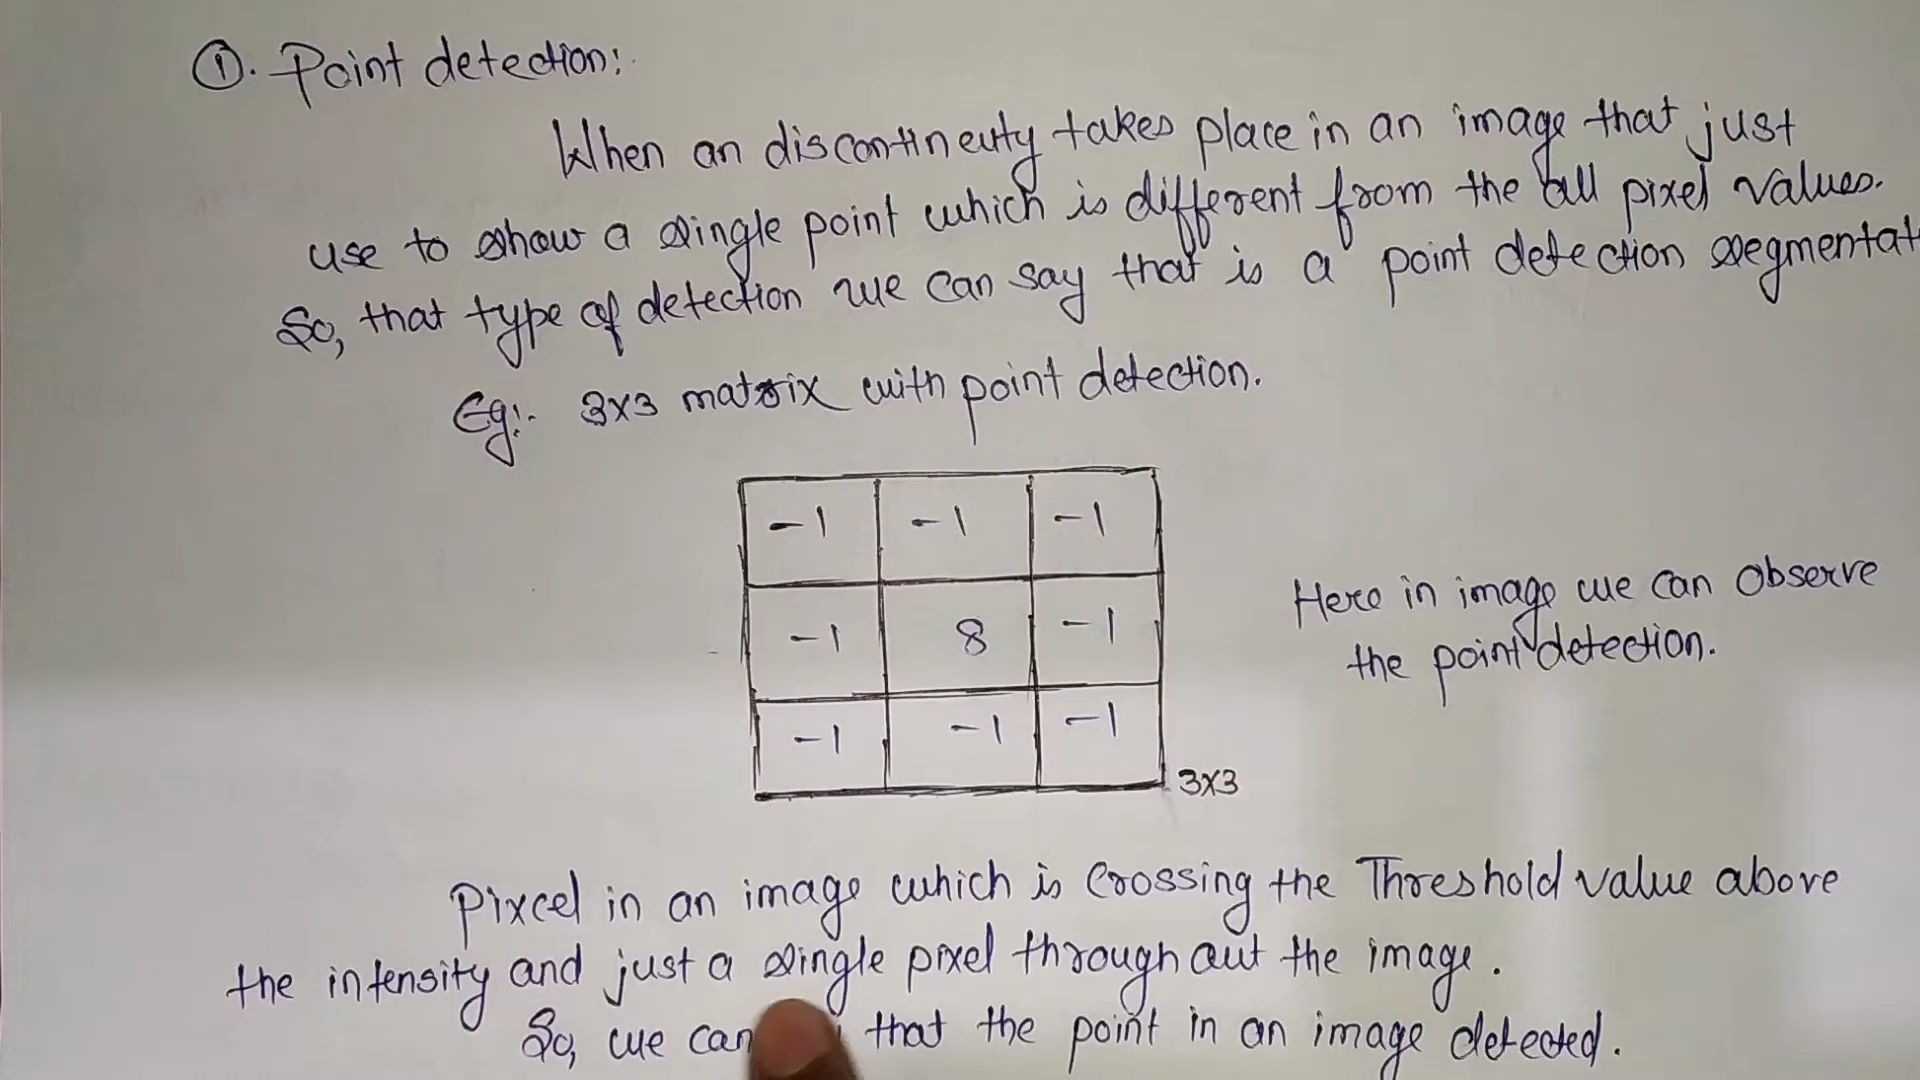 ①. Point detection:
When an discontineuty takes place in an image that just
use to show a single point which is different from the all pixel values.
So, that type of detection we can say that is a point detection segmentat
Eg:- 3x3 matrix with point detection.
-1 -1 -1
-1 8 -1
-1 -1 -1
3x3
Here in image we can observe
the point detection.
Pixcel in an image which is crossing the Threshold value above
the intensity and just a single pixel throughout the image.
So, we can that the point in an image detected.